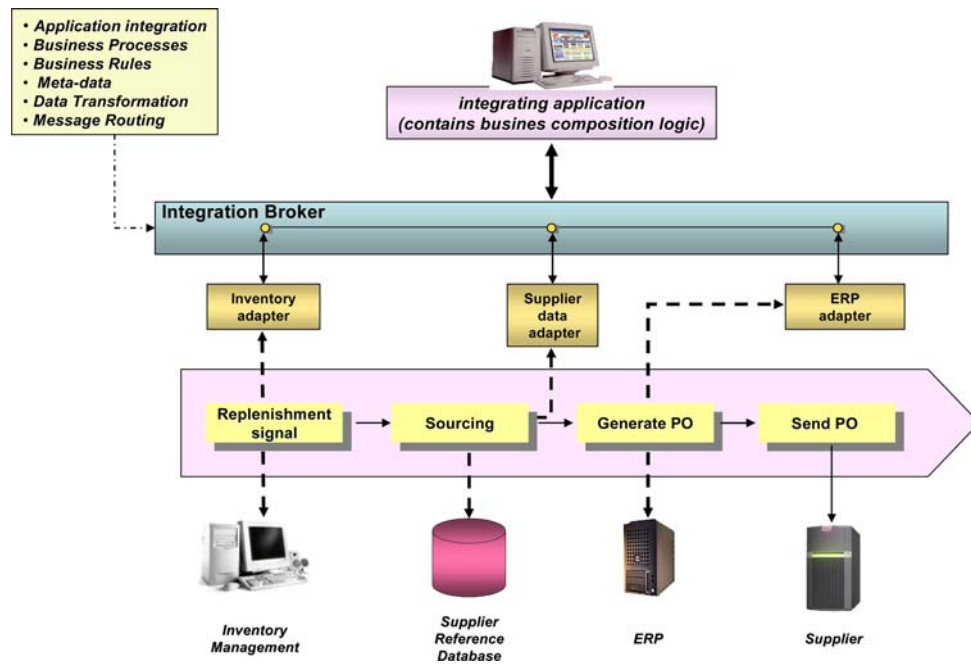 • Application integration
• Business Processes
• Business Rules
• Meta-data
• Data Transformation
• Message Routing
integrating application
(contains busines composition logic)
Integration Broker
Inventory
adapter
Supplier
data
adapter
ERP
adapter
Replenishment
signal
Sourcing
Generate PO
Send PO
Inventory
Management
Supplier
Reference
Database
ERP
Supplier